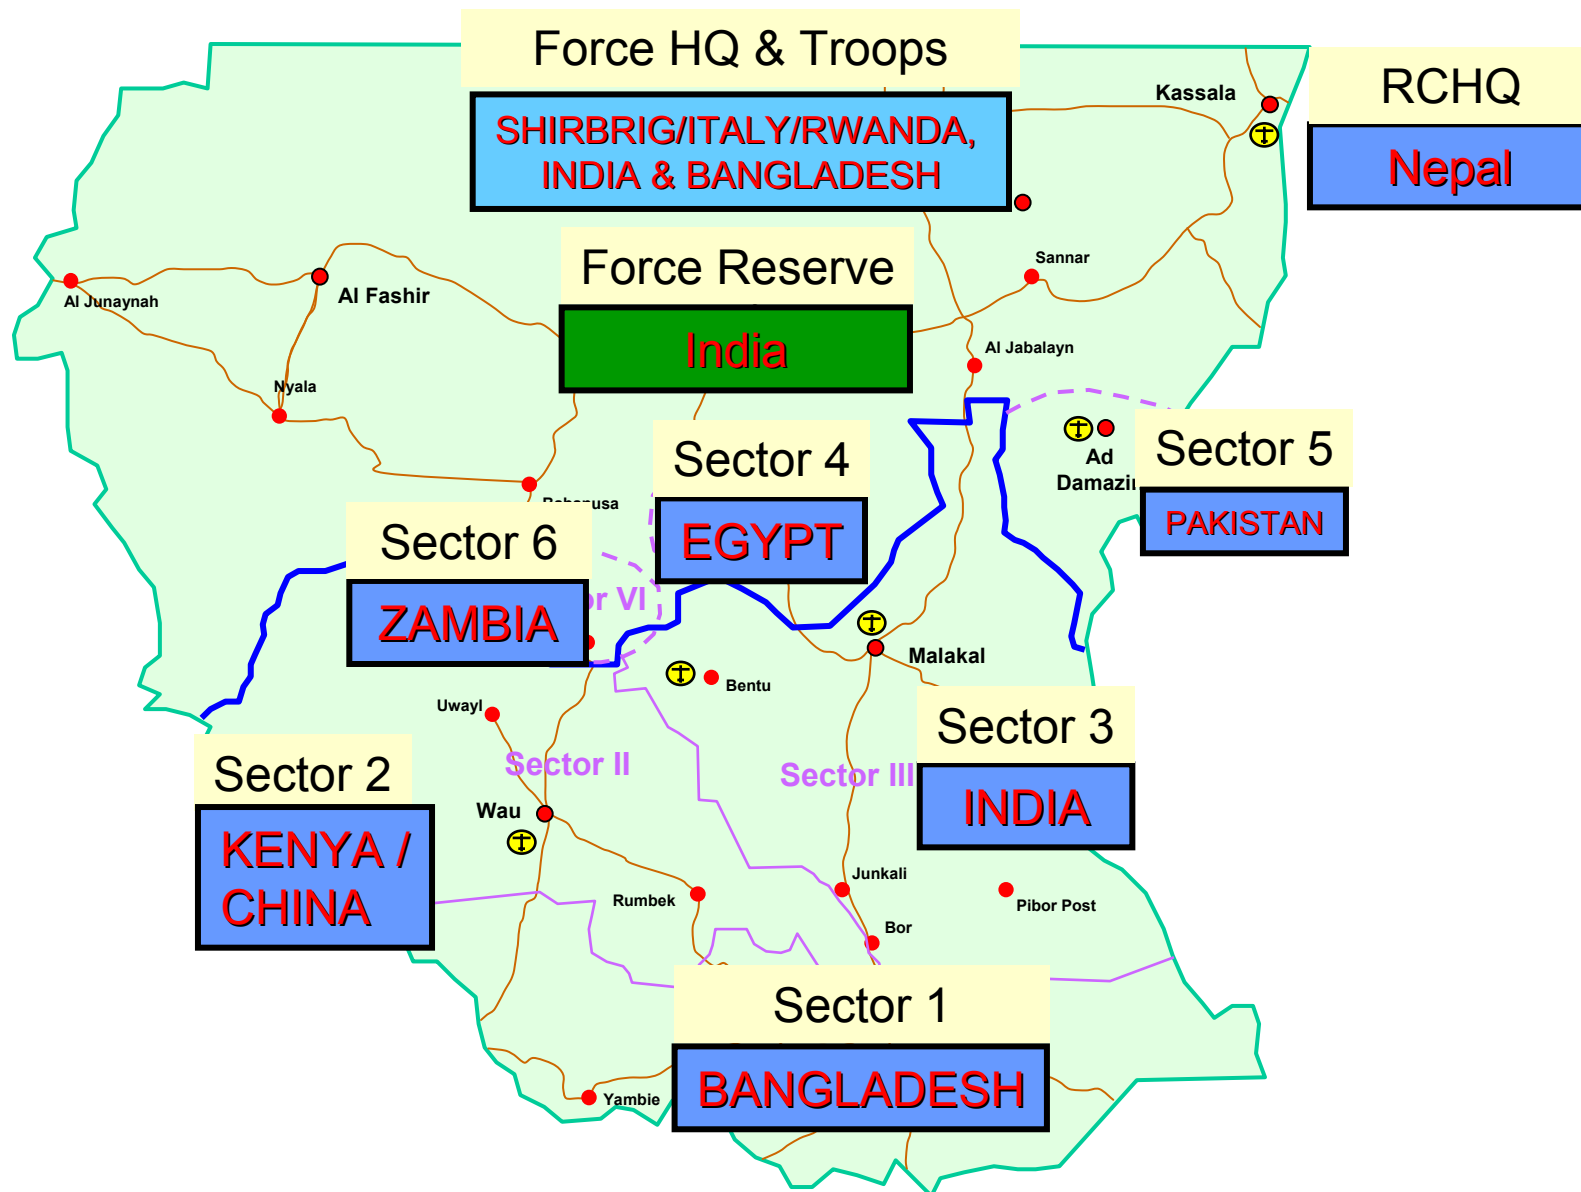 Force HQ & Troops
SHIRBRIG/ITALY/RWANDA,
INDIA & BANGLADESH
Kassala
RCHQ
Nepal
Force Reserve
India
Sannar
Al Junaynah
Al Fashir
Al Jabalayn
Nyala
Sector 4
EGYPT
Sector 5
PAKISTAN
Ad
Sector 6
ZAMBIA
VI
Malakal
Bentu
Uwayl
Sector 3
INDIA
Sector II
Sector III
Sector 2
KENYA /
CHINA
Wau
Junkali
Rumbek
Pibor Post
Bor
Sector 1
BANGLADESH
Yambie